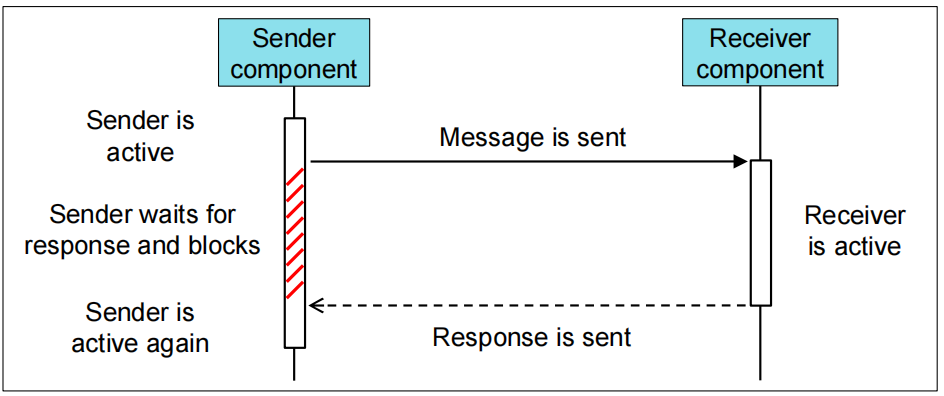 Sender
component
Receiver
component
Sender is
active
Message is sent
Sender waits for
response and blocks
Receiver
is active
Sender is
active again
Response is sent